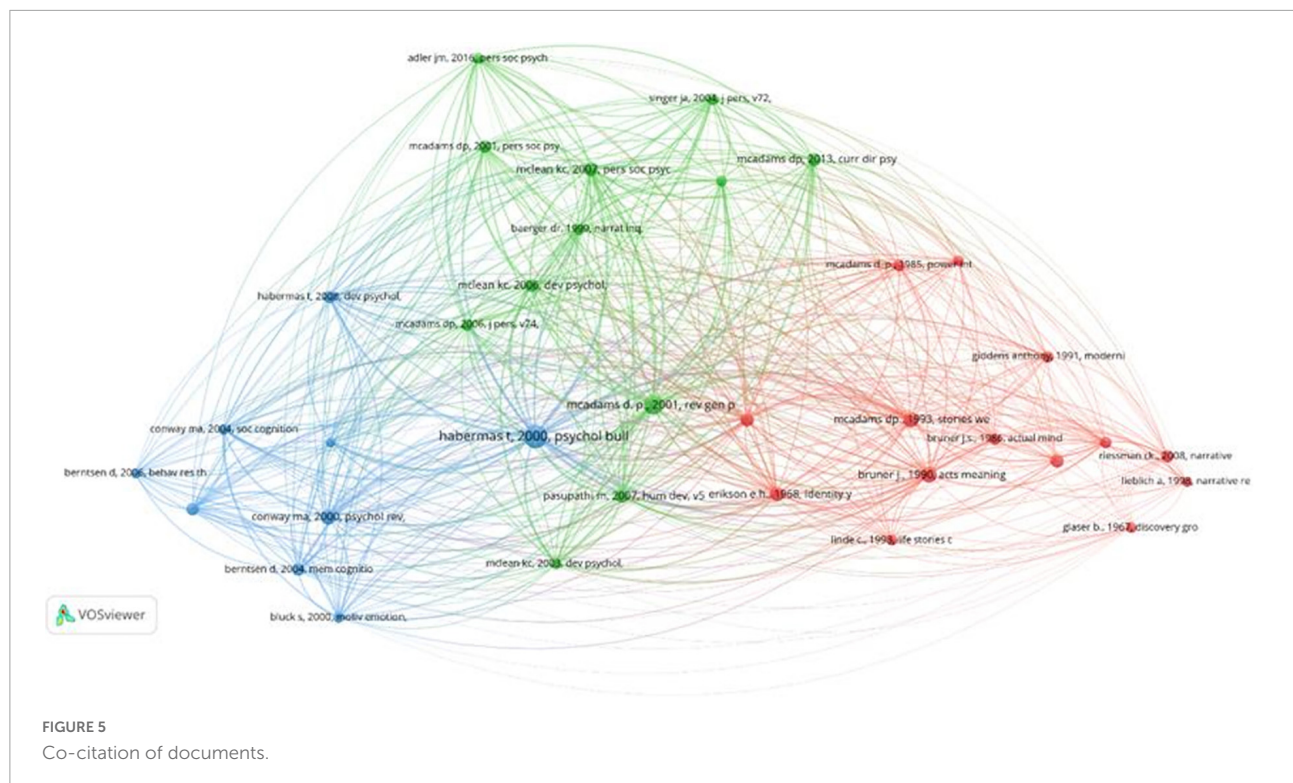 adler jm, 2016, pers soc psych
singer ja, 2004, j pers, v72,
mcadams dp, 2001, pers soc psy
mcadams dp, 2013, curr dir psy
mclean kc, 2007, pers soc psyc
baerger dr, 1999, narrat inq,
mcadams d. p., 1985, power int
mclean kc, 2006, dev psychol,
habermas t, dev psychol,
mcadams dp, 2006, j pers, v74,
giddens anthony, 1991, moderni
mcadams d. p., 2001, rev gen p
mcadams dp., 1993, stories we
conway ma, 2004, soc cognition
habermas t, 2000, psychol bull
bruner j.s., 1986, actual mind
riessman ck., 2008, narrative
berntsen d, 2006, behav res th
bruner j., 1990, acts meaning
lieblich a, 1998, narrative re
pasupathi m, 2007, hum dev, v5
erikson e.h., 1968, identity y
conway ma, 2000, psychol rev,
glaser b., 1967, discovery gro
linde c., 1993, life stories c
mclean kc, 2003, dev psychol,
berntsen d, 2004, mem cognitio
bluck s, 2000, motiv emotion,
VOSviewer
FIGURE 5
Co-citation of documents.